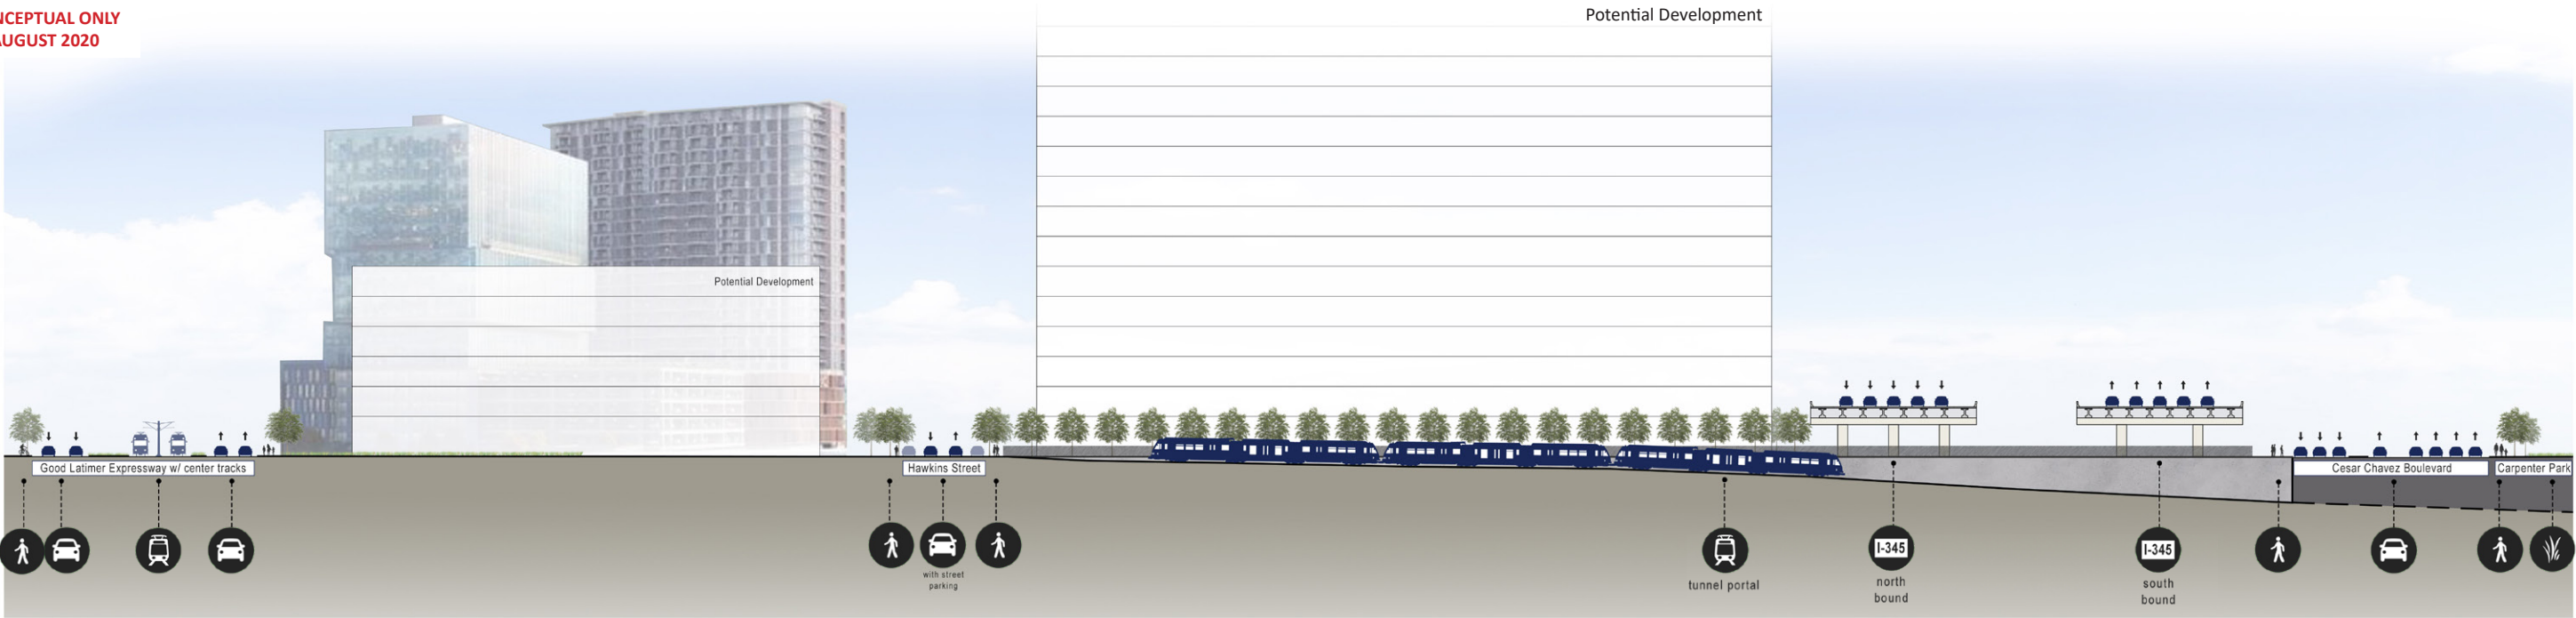 NCEPTUAL ONLY
AUGUST 2020
Potential Development
Potential Development
Good Latimer Expressway w/ center tracks
Hawkins Street
Cesar Chavez Boulevard
Carpenter Park
with street
parking
tunnel portal
I-345
north
bound
I-345
south
bound